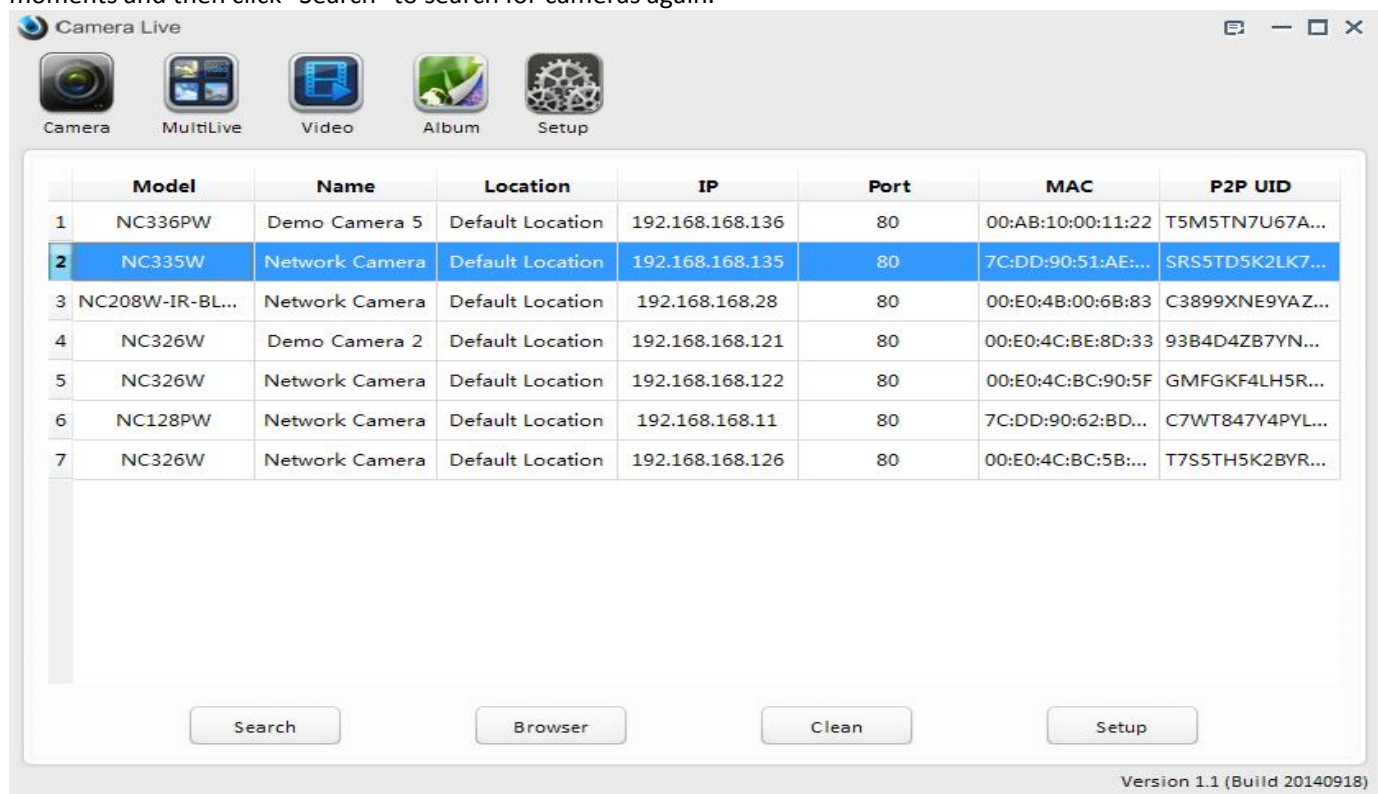 moments and then click "Search" to search for cameras again.
Camera Live
Camera MultiLive Video Album Setup
Model Name Location IP Port MAC P2P UID
1 NC336PW Demo Camera 5 Default Location 192.168.168.136 80 00:AB:10:00:11:22 T5M5TN7U67A...
2 NC335W Network Camera Default Location 192.168.168.135 80 7C:DD:90:51:AE:... SRS5TD5K2LK7...
3 NC208W-IR-BL... Network Camera Default Location 192.168.168.28 80 00:E0:4B:00:6B:83 C3899XNE9YAZ...
4 NC326W Demo Camera 2 Default Location 192.168.168.121 80 00:E0:4C:BE:8D:33 93B4D4ZB7YN...
5 NC326W Network Camera Default Location 192.168.168.122 80 00:E0:4C:BC:90:5F GMFGKF4LH5R...
6 NC128PW Network Camera Default Location 192.168.168.11 80 7C:DD:90:62:BD... C7WT847Y4PYL...
7 NC326W Network Camera Default Location 192.168.168.126 80 00:E0:4C:BC:5B:... T7S5TH5K2BYR...
Search Browser Clean Setup
Version 1.1 (Build 20140918)